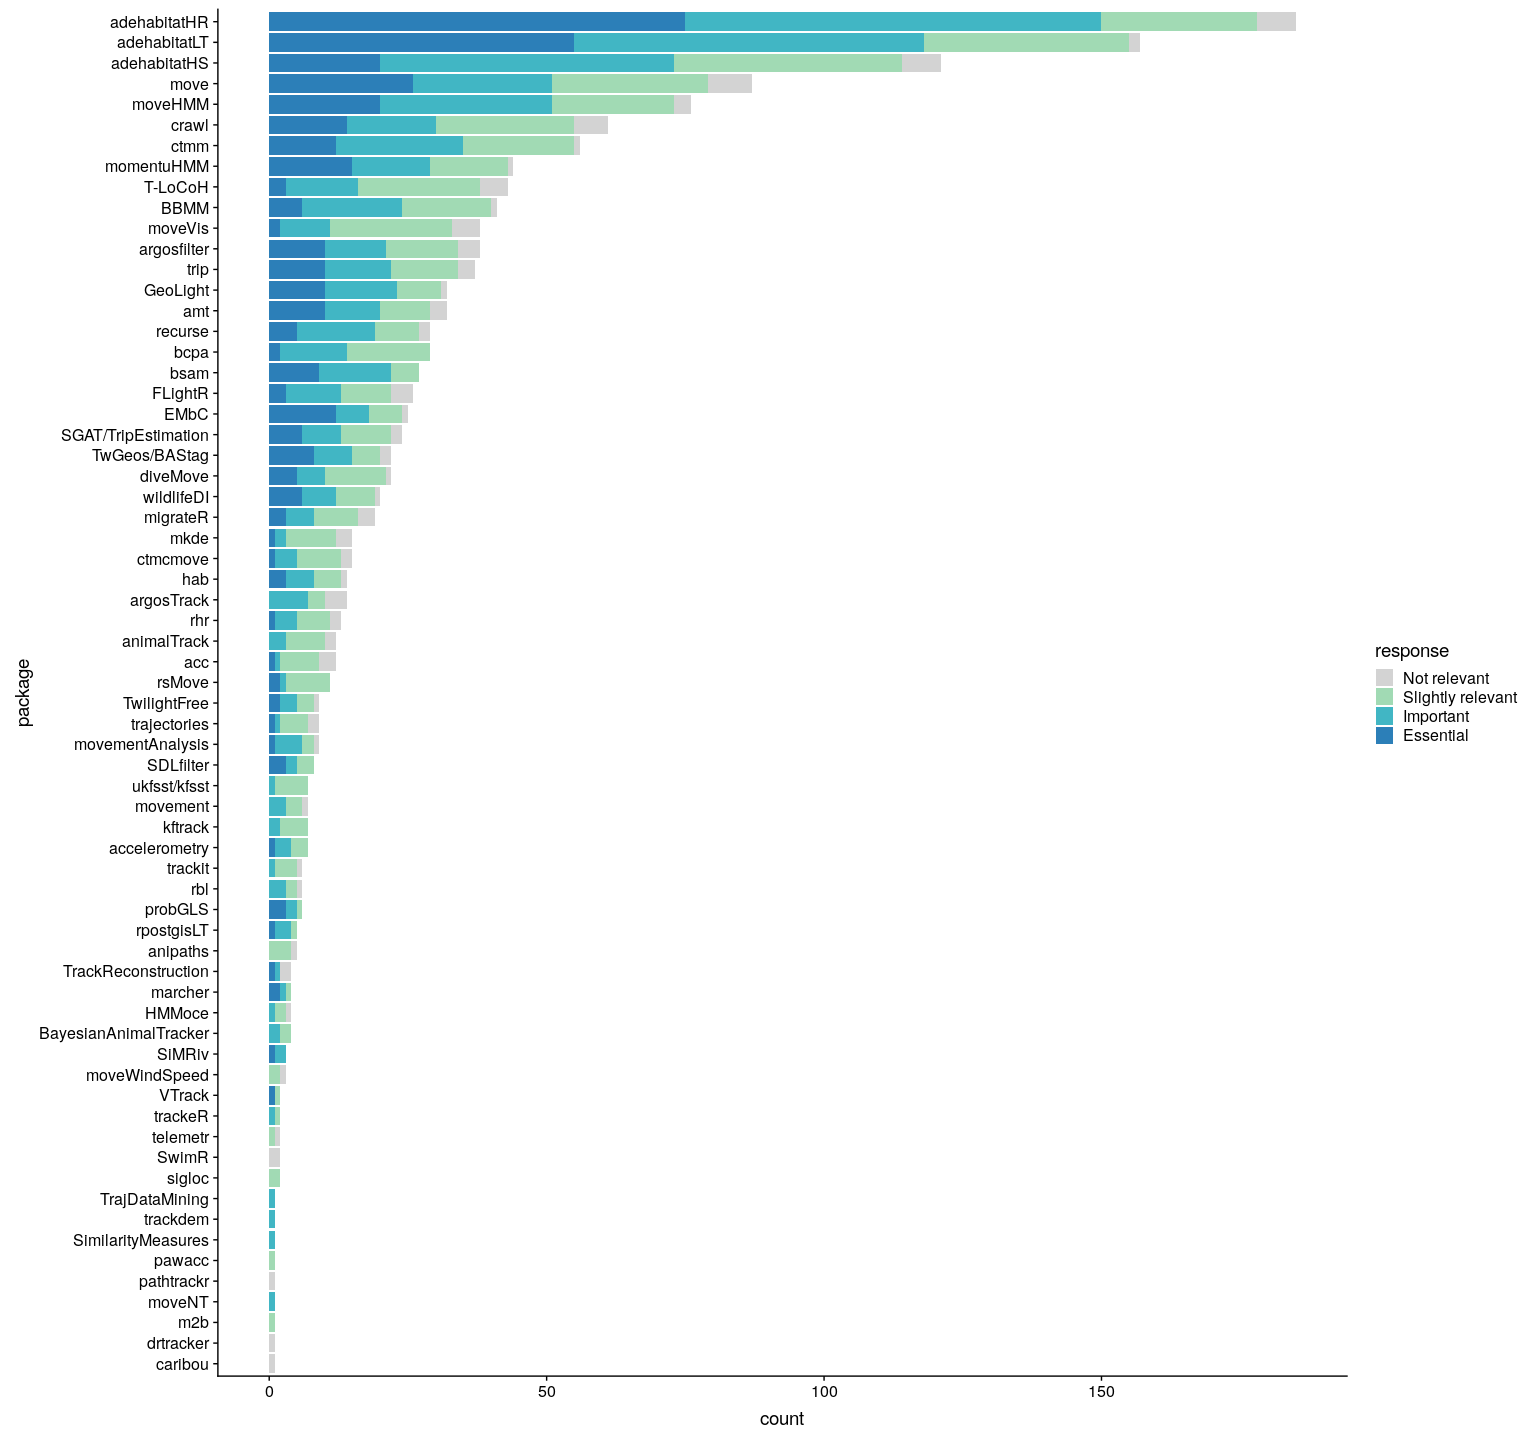 adehabitatHR
adehabitatLT
adehabitatHS
move
moveHMM
crawl
ctmm
momentuHMM
T-LoCoH
BBMM
moveVis
argosfilter
trip
GeoLight
amt
recurse
bcpa
bsam
FLightR
EMbC
SGAT/TripEstimation
TwGeos/BAStag
diveMove
wildlifeDI
migrateR
mkde
ctmcmove
hab
argosTrack
rhr
animalTrack
acc
rsMove
TwilightFree
trajectories
movementAnalysis
SDLfilter
ukfsst/kfsst
movement
kftrack
accelerometry
trackit
rbl
probGLS
rpostgisLT
anipaths
TrackReconstruction
marcher
HMMoce
BayesianAnimalTracker
SiMRiv
moveWindSpeed
VTrack
trackeR
telemetr
SwimR
sigloc
TrajDataMining
trackdem
SimilarityMeasures
pawacc
pathtrackr
moveNT
m2b
drtracker
caribou
package
0 50 100 150
count
response
Not relevant
Slightly relevant
Important
Essential